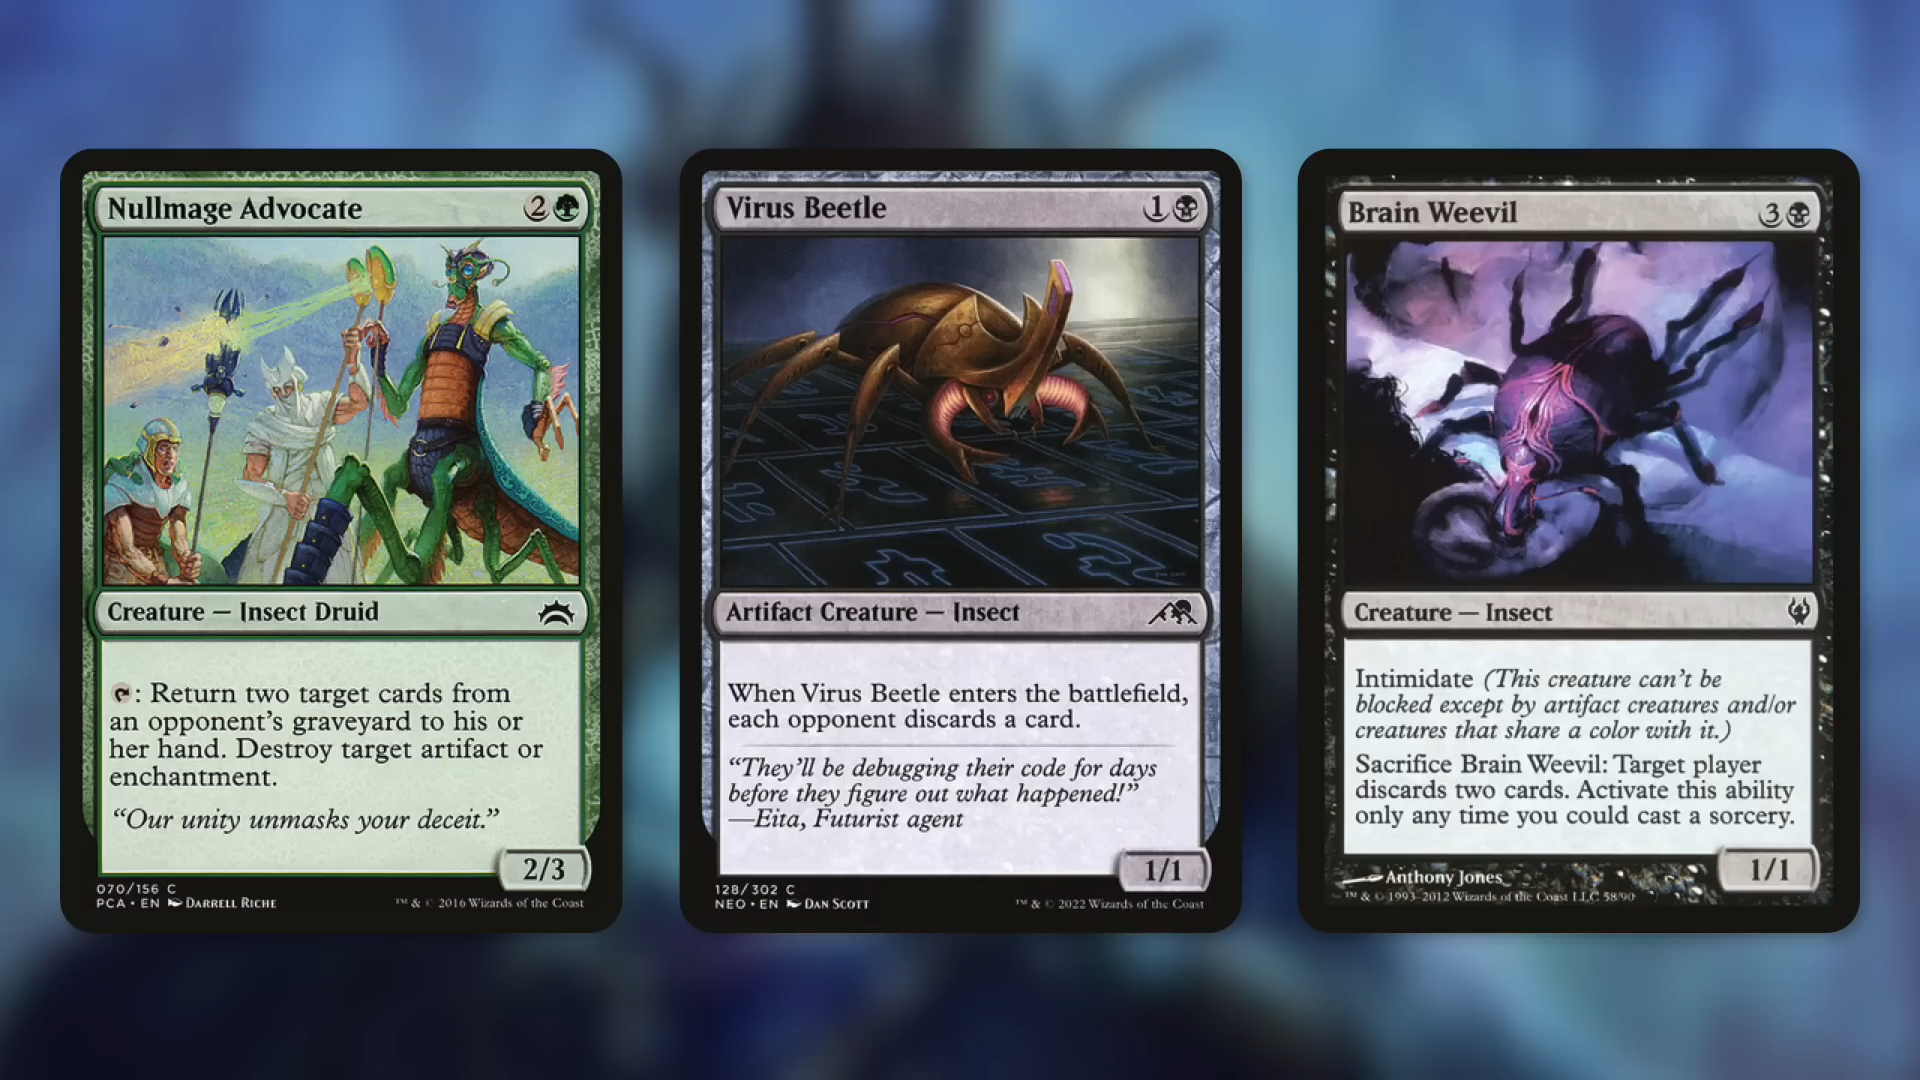 Nullmage Advocate 2
Creature — Insect Druid
: Return two target cards from
an opponent's graveyard to his or
her hand. Destroy target artifact or
enchantment.
“Our unity unmasks your deceit.”
2/3
070/156 C
PCA • EN Darrell Riche
™ & © 2016 Wizards of the Coast
Virus Beetle 1
Artifact Creature — Insect
When Virus Beetle enters the battlefield,
each opponent discards a card.
“They'll be debugging their code for days
before they figure out what happened!”
—Eita, Futurist agent
1/1
128/302 C
NEO • EN Dan Scott
™ & © 2022 Wizards of the Coast
Brain Weevil 3
Creature — Insect
Intimidate (This creature can't be
blocked except by artifact creatures and/or
creatures that share a color with it.)
Sacrifice Brain Weevil: Target player
discards two cards. Activate this ability
only any time you could cast a sorcery.
1/1
Anthony Jones
™ & © 1993–2012 Wizards of the Coast LLC 58/90